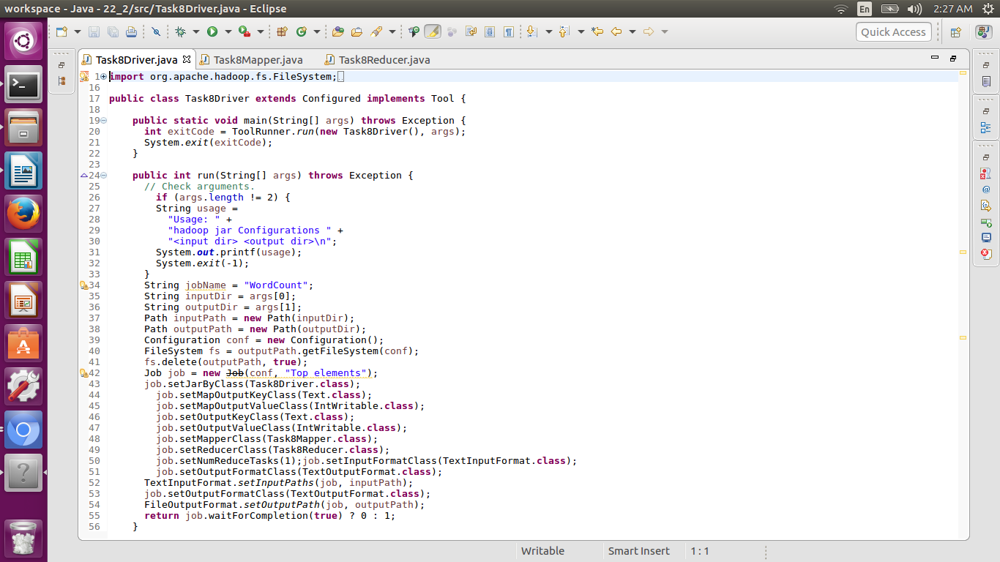 workspace - Java - 22_2/src/Task8Driver.java - Eclipse
En
2:27 AM
Quick Access
Task8Driver.java
Task8Mapper.java
Task8Reducer.java
1 import org.apache.hadoop.fs.FileSystem;
16
17 public class Task8Driver extends Configured implements Tool {
18
19 public static void main(String[] args) throws Exception {
20 int exitCode = ToolRunner.run(new Task8Driver(), args);
21 System.exit(exitCode);
22 }
23
24 public int run(String[] args) throws Exception {
25 // Check arguments.
26 if (args.length != 2) {
27 String usage =
28 "Usage: " +
29 "hadoop jar Configurations " +
30 "<input dir> <output dir>\n";
31 System.out.printf(usage);
32 System.exit(-1);
33 }
34 String jobName = "WordCount";
35 String inputDir = args[0];
36 String outputDir = args[1];
37 Path inputPath = new Path(inputDir);
38 Path outputPath = new Path(outputDir);
39 Configuration conf = new Configuration();
40 FileSystem fs = outputPath.getFileSystem(conf);
41 fs.delete(outputPath, true);
42 Job job = new Job(conf, "Top elements");
43 job.setJarByClass(Task8Driver.class);
44 job.setMapOutputKeyClass(Text.class);
45 job.setMapOutputValueClass(IntWritable.class);
46 job.setOutputKeyClass(Text.class);
47 job.setOutputValueClass(IntWritable.class);
48 job.setMapperClass(Task8Mapper.class);
49 job.setReducerClass(Task8Reducer.class);
50 job.setNumReduceTasks(1);job.setInputFormatClass(TextInputFormat.class);
51 job.setOutputFormatClass(TextOutputFormat.class);
52 TextInputFormat.setInputPaths(job, inputPath);
53 job.setOutputFormatClass(TextOutputFormat.class);
54 FileOutputFormat.setOutputPath(job, outputPath);
55 return job.waitForCompletion(true) ? 0 : 1;
56 }
Writable
Smart Insert
1 : 1